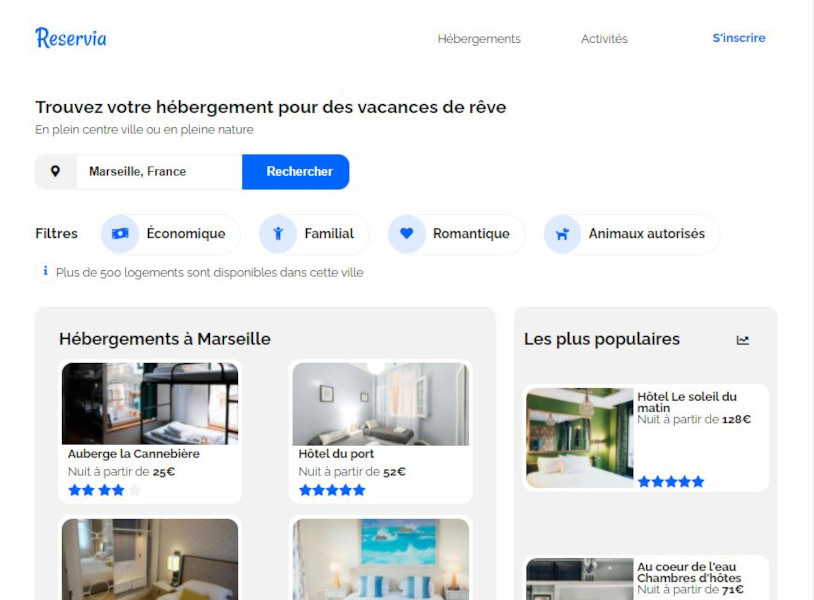 Reservia
Hébergements
Activités
S'inscrire
Trouvez votre hébergement pour des vacances de rêve
En plein centre ville ou en pleine nature
Marseille, France
Rechercher
Filtres
Économique
Familial
Romantique
Animaux autorisés
Plus de 500 logements sont disponibles dans cette ville
Hébergements à Marseille
Auberge la Cannebière
Nuit à partir de 25€
Hôtel du port
Nuit à partir de 52€
Les plus populaires
Hôtel Le soleil du
matin
Nuit à partir de 128€
Au coeur de l'eau
Chambres d'hôtes
Nuit à partir de 71€